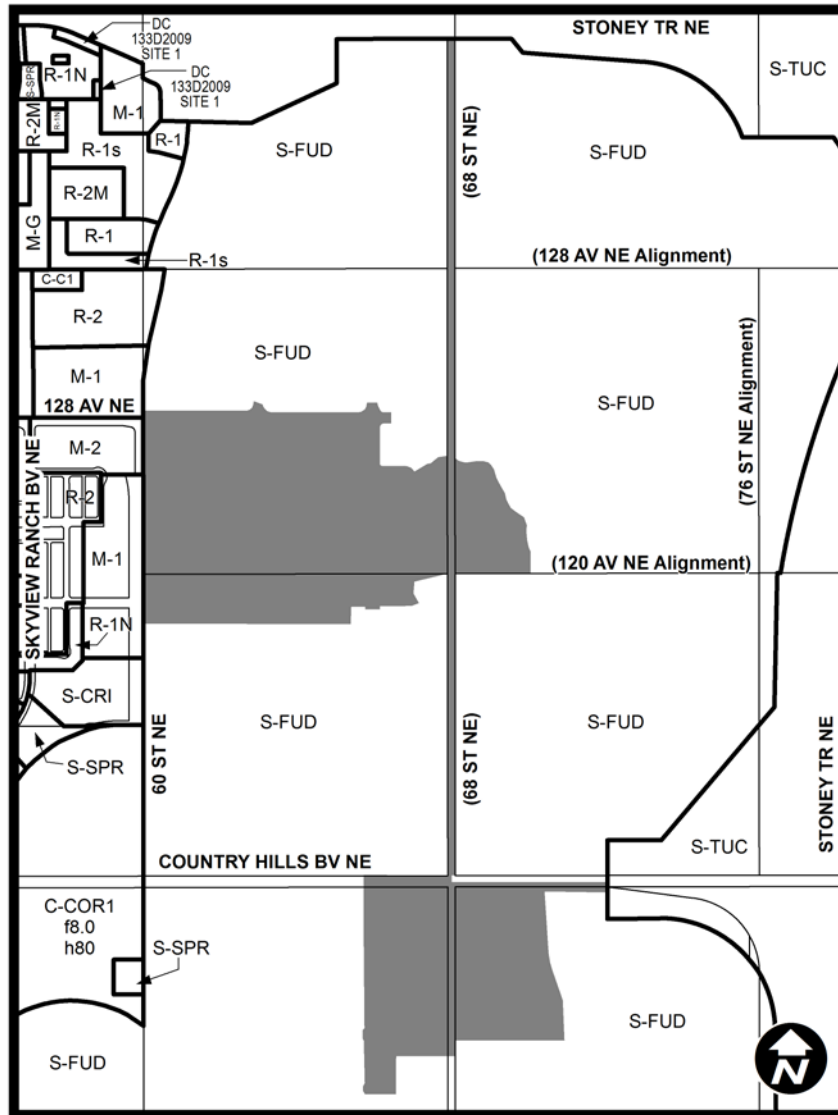 DC
133D2009
SITE 1
STONEY TR NE
S-TUC
R-1N
S-SPR
DC
133D2009
SITE 1
M-1
R-2M
R-1N
R-1
R-1s
S-FUD
(68 ST NE)
S-FUD
R-2M
M-G
R-1
R-1s
(128 AV NE Alignment)
C-C1
R-2
S-FUD
M-1
S-FUD
(76 ST NE Alignment)
128 AV NE
M-2
SKYVIEW RANCH BV NE
R-2
M-1
(120 AV NE Alignment)
R-1N
S-CRI
60 ST NE
S-FUD
(68 ST NE)
S-FUD
STONEY TR NE
S-SPR
S-TUC
COUNTRY HILLS BV NE
C-COR1
f8.0
h80
S-SPR
S-FUD
S-FUD
N